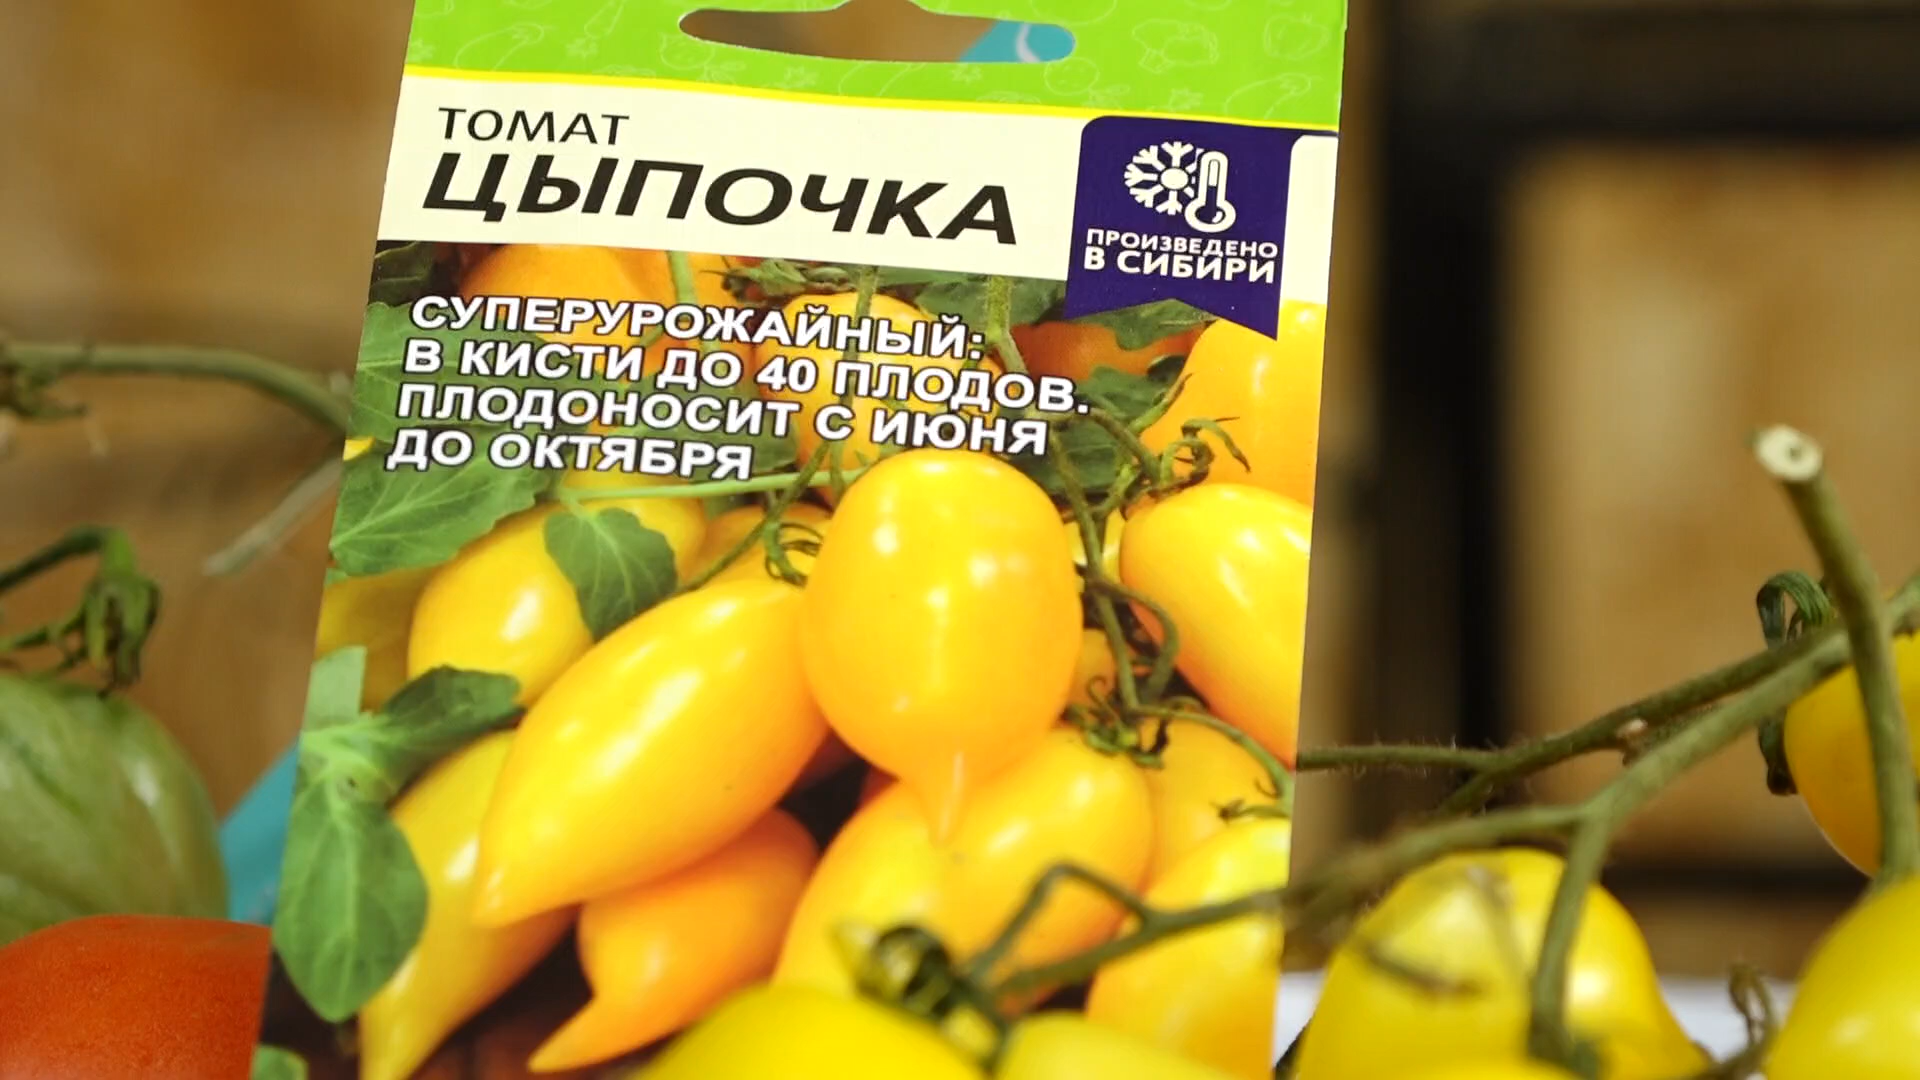 ТОМАТ
ЦЫПОЧКА
ПРОИЗВЕДЕНО
В СИБИРИ
СУПЕРУРОЖАЙНЫЙ:
В КИСТИ ДО 40 ПЛОДОВ.
ПЛОДОНОСИТ С ИЮНЯ
ДО ОКТЯБРЯ